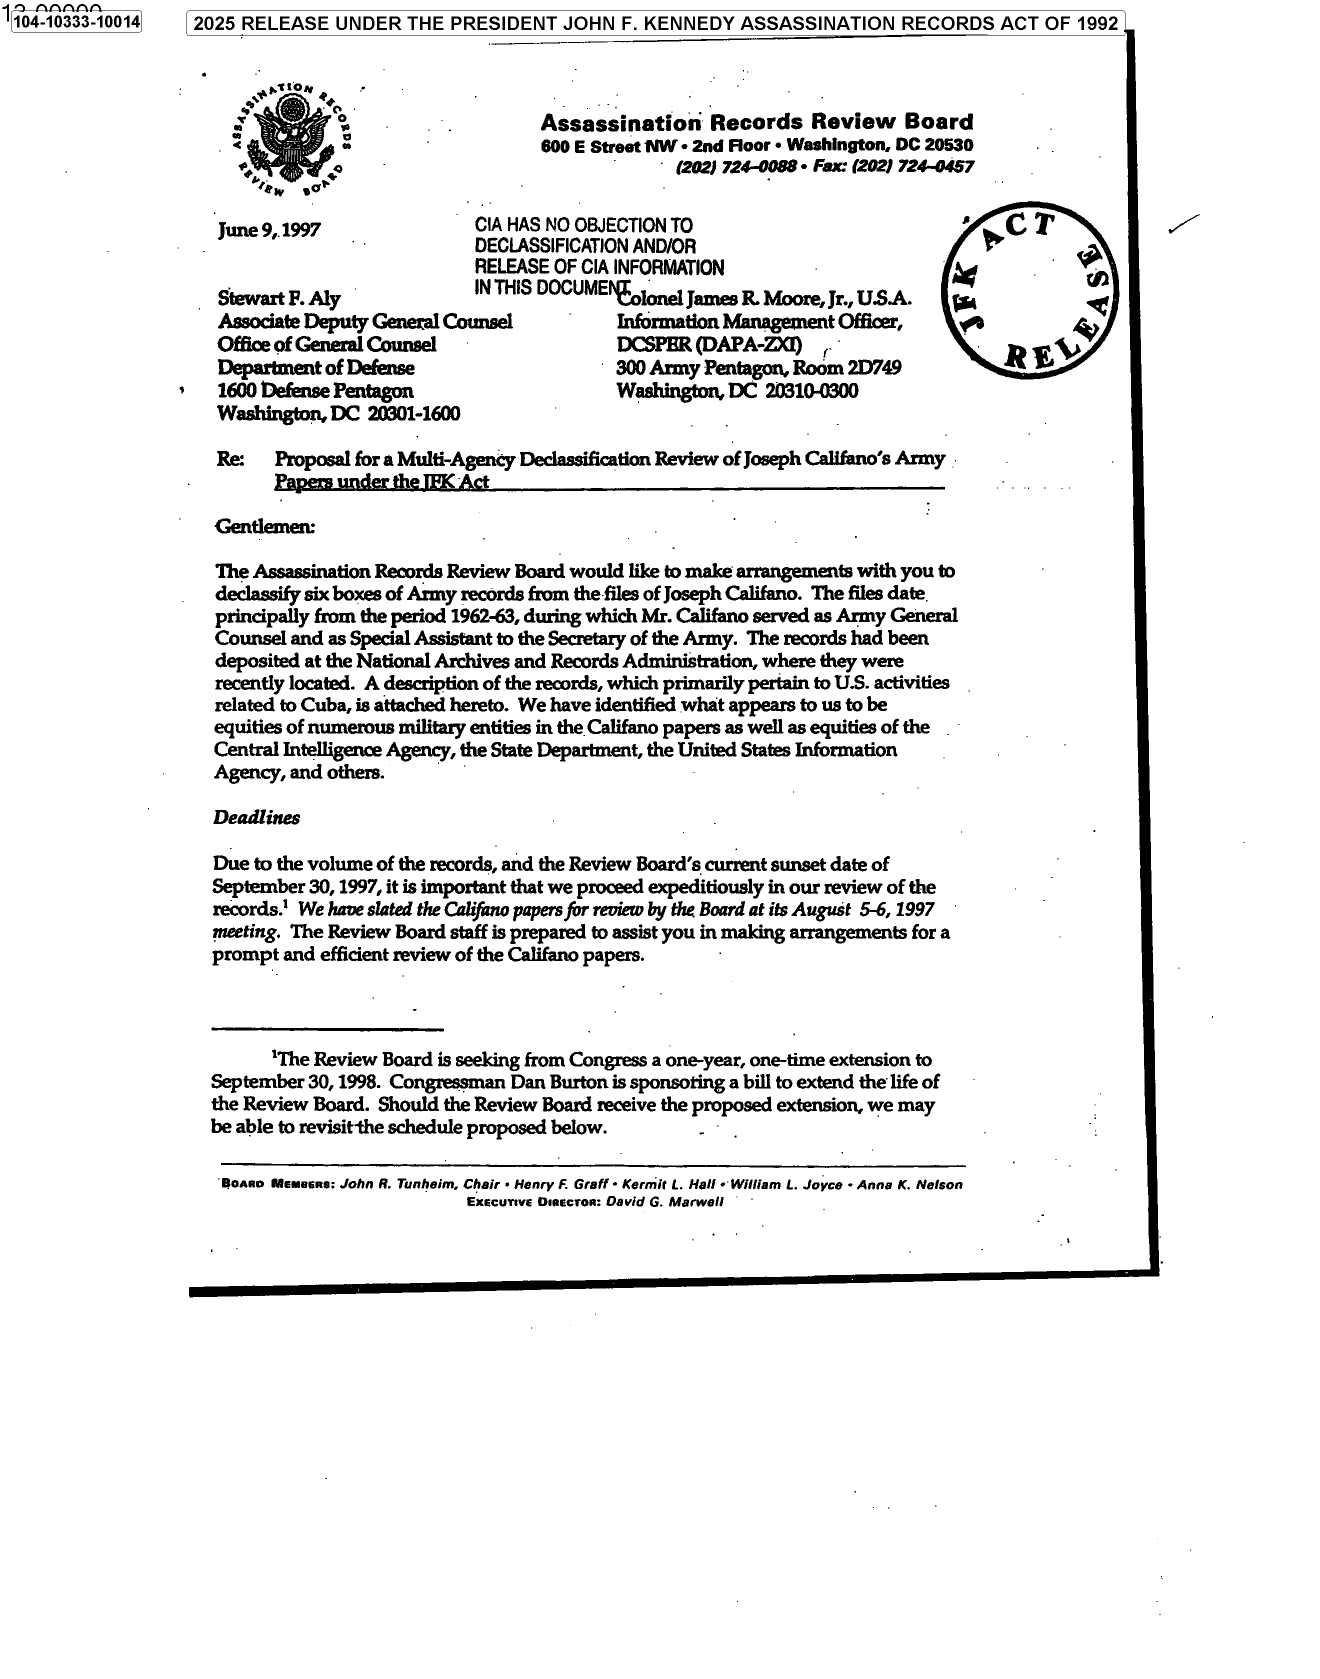 13-00000
104-10333-10014
2025 RELEASE UNDER THE PRESIDENT JOHN F. KENNEDY ASSASSINATION RECORDS ACT OF 1992
ASSASSINATION RECORDS REVIEW BOARD
Assassination Records Review Board
600 E Street NW • 2nd Floor • Washington, DC 20530
(202) 724–0088 • Fax: (202) 724–0457
JFK ACT RELEASE
June 9, 1997
CIA HAS NO OBJECTION TO
DECLASSIFICATION AND/OR
RELEASE OF CIA INFORMATION
IN THIS DOCUMENT
Stewart F. Aly
Associate Deputy General Counsel
Office of General Counsel
Department of Defense
1600 Defense Pentagon
Washington, DC 20301-1600
Colonel James R. Moore, Jr., U.S.A.
Information Management Officer,
DCSPER (DAPA-ZXI)
300 Army Pentagon, Room 2D749
Washington, DC 20310-0300
Re: Proposal for a Multi-Agency Declassification Review of Joseph Califano's Army
Papers under the JFK Act
Gentlemen:
The Assassination Records Review Board would like to make arrangements with you to
declassify six boxes of Army records from the files of Joseph Califano. The files date
principally from the period 1962-63, during which Mr. Califano served as Army General
Counsel and as Special Assistant to the Secretary of the Army. The records had been
deposited at the National Archives and Records Administration, where they were
recently located. A description of the records, which primarily pertain to U.S. activities
related to Cuba, is attached hereto. We have identified what appears to us to be
equities of numerous military entities in the Califano papers as well as equities of the
Central Intelligence Agency, the State Department, the United States Information
Agency, and others.
Deadlines
Due to the volume of the records, and the Review Board's current sunset date of
September 30, 1997, it is important that we proceed expeditiously in our review of the
records.¹ We have slated the Califano papers for review by the Board at its August 5-6, 1997
meeting. The Review Board staff is prepared to assist you in making arrangements for a
prompt and efficient review of the Califano papers.
¹The Review Board is seeking from Congress a one-year, one-time extension to
September 30, 1998. Congressman Dan Burton is sponsoring a bill to extend the life of
the Review Board. Should the Review Board receive the proposed extension, we may
be able to revisit the schedule proposed below.
BOARD MEMBERS: John R. Tunheim, Chair • Henry F. Graff • Kermit L. Hall • William L. Joyce • Anna K. Nelson
EXECUTIVE DIRECTOR: David G. Marwell